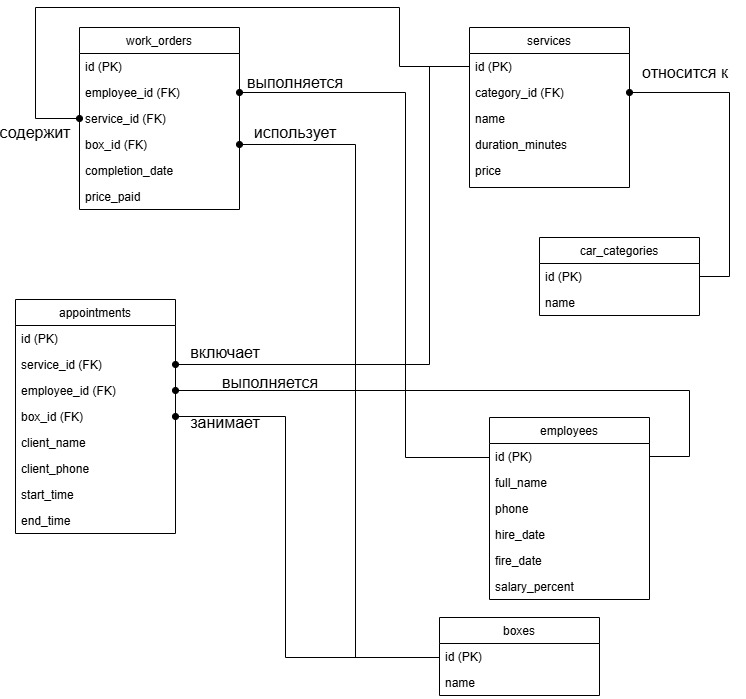 work_orders
id (PK)
employee_id (FK)
service_id (FK)
box_id (FK)
completion_date
price_paid
содержит
выполняется
использует
services
id (PK)
category_id (FK)
name
duration_minutes
price
относится к
car_categories
id (PK)
name
appointments
id (PK)
service_id (FK)
employee_id (FK)
box_id (FK)
client_name
client_phone
start_time
end_time
включает
выполняется
занимает
employees
id (PK)
full_name
phone
hire_date
fire_date
salary_percent
boxes
id (PK)
name